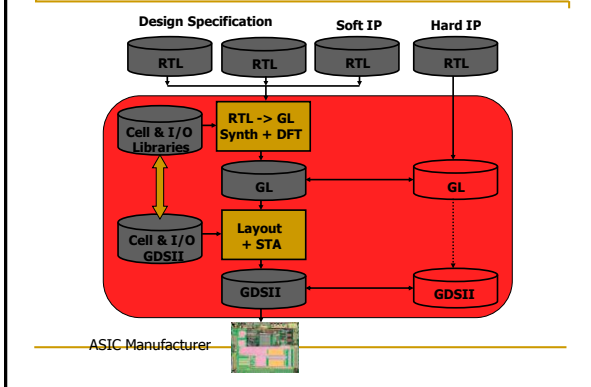 Design Specification Soft IP Hard IP
RTL RTL RTL RTL
RTL -> GL
Synth + DFT
Cell & I/O
Libraries
GL GL
Layout
+ STA
Cell & I/O
GDSII
GDSII GDSII
ASIC Manufacturer